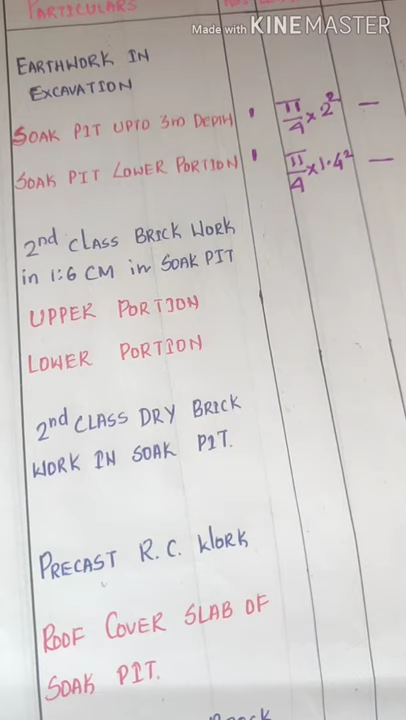 PARTICULARS
Made with KINEMASTER
EARTHWORK IN
EXCAVATION
SOAK PIT UPTO 3m DEPTH 1 π/4 × 2² —
SOAK PIT LOWER PORTION 1 π/4 × 1.4² —
2nd CLASS BRICK WORK
in 1:6 CM in SOAK PIT
UPPER PORTION
LOWER PORTION
2nd CLASS DRY BRICK
WORK IN SOAK PIT.
PRECAST R.C. WORK
ROOF COVER SLAB OF
SOAK PIT.